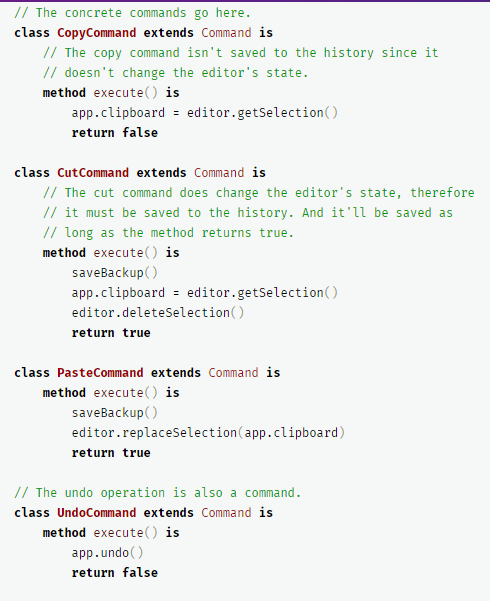 // The concrete commands go here.
class CopyCommand extends Command is
    // The copy command isn't saved to the history since it
    // doesn't change the editor's state.
    method execute() is
        app.clipboard = editor.getSelection()
        return false

class CutCommand extends Command is
    // The cut command does change the editor's state, therefore
    // it must be saved to the history. And it'll be saved as
    // long as the method returns true.
    method execute() is
        saveBackup()
        app.clipboard = editor.getSelection()
        editor.deleteSelection()
        return true

class PasteCommand extends Command is
    method execute() is
        saveBackup()
        editor.replaceSelection(app.clipboard)
        return true

// The undo operation is also a command.
class UndoCommand extends Command is
    method execute() is
        app.undo()
        return false